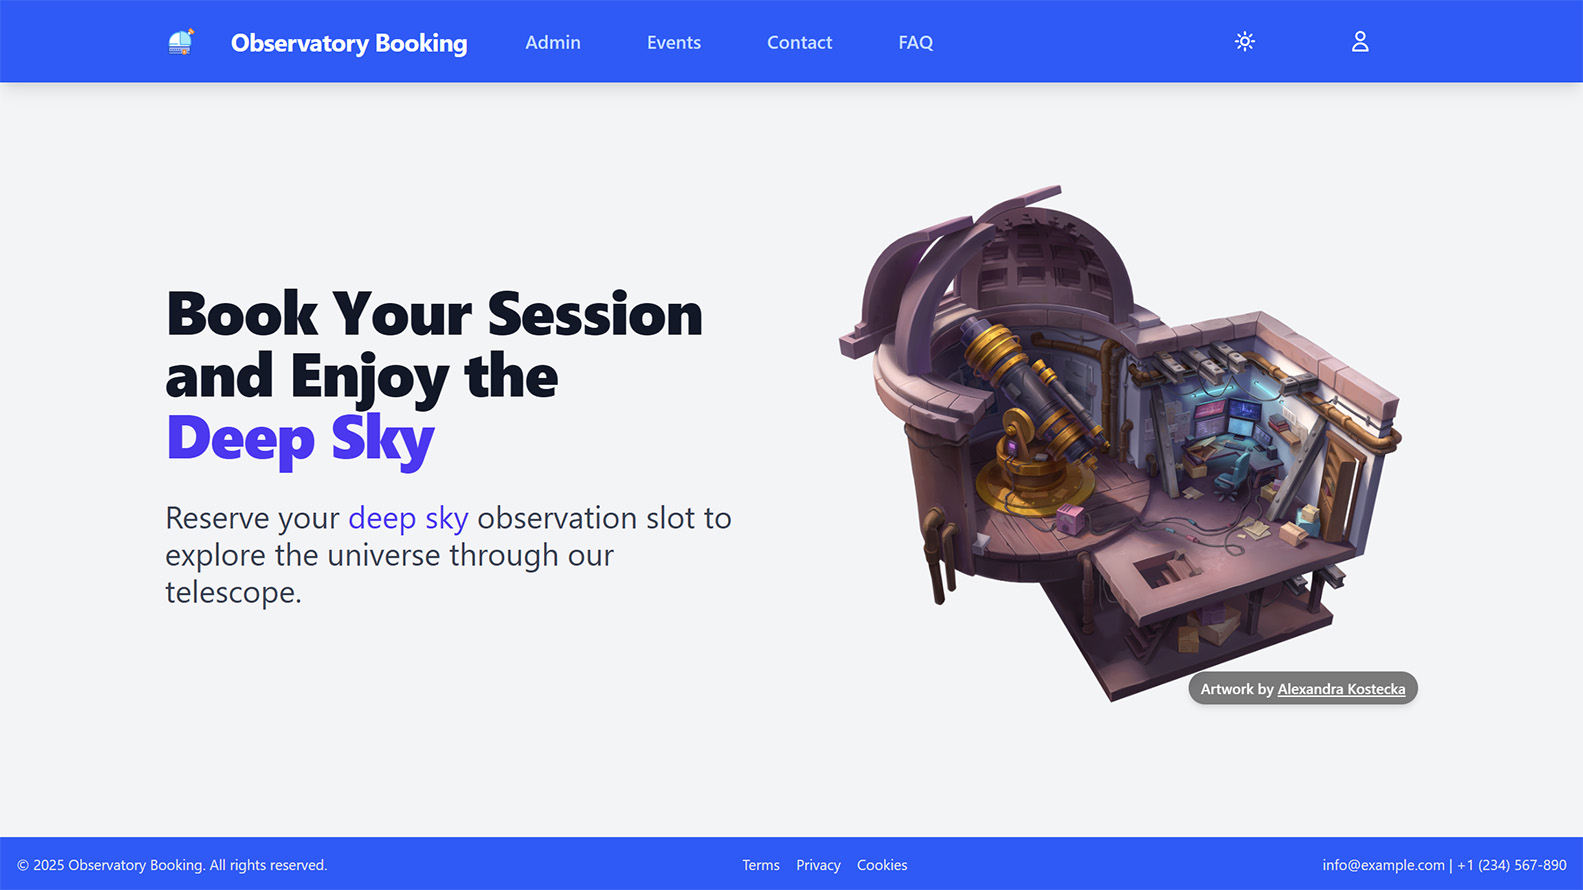 Observatory Booking
Admin
Events
Contact
FAQ
Book Your Session
and Enjoy the
Deep Sky
Reserve your deep sky observation slot to
explore the universe through our
telescope.
Artwork by Alexandra Kostecka
© 2025 Observatory Booking. All rights reserved.
Terms
Privacy
Cookies
info@example.com | +1 (234) 567-890